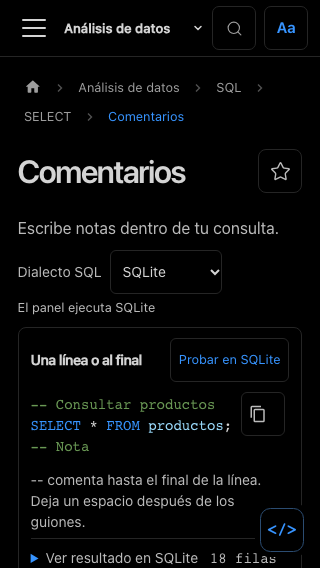 Análisis de datos
Aa
Análisis de datos
SQL
SELECT
Comentarios
Comentarios
Escribe notas dentro de tu consulta.
Dialecto SQL
SQLite
El panel ejecuta SQLite
Una línea o al final
Probar en SQLite
-- Consultar productos
SELECT * FROM productos;
-- Nota
-- comenta hasta el final de la línea.
Deja un espacio después de los
guiones.
</>
Ver resultado en SQLite 18 filas